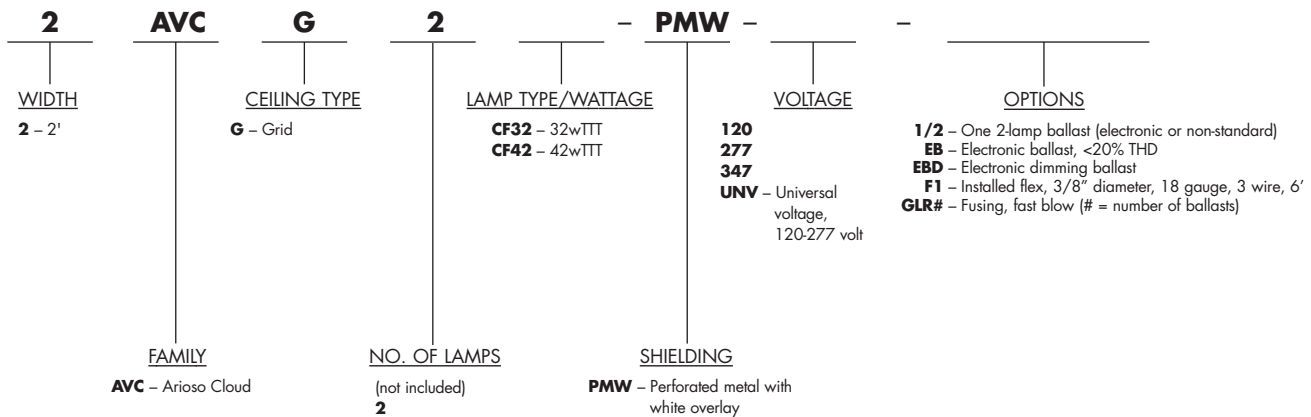 2 AVC G 2 – PMW – –
WIDTH
2 – 2'
CEILING TYPE
G – Grid
LAMP TYPE/WATTAGE
CF32 – 32wTTT
CF42 – 42wTTT
VOLTAGE
120
277
347
UNV – Universal
voltage,
120-277 volt
OPTIONS
1/2 – One 2-lamp ballast (electronic or non-standard)
EB – Electronic ballast, <20% THD
EBD – Electronic dimming ballast
F1 – Installed flex, 3/8” diameter, 18 gauge, 3 wire, 6’
GLR# – Fusing, fast blow (# = number of ballasts)
FAMILY
AVC – Arioso Cloud
NO. OF LAMPS
(not included)
2
SHIELDING
PMW – Perforated metal with
white overlay